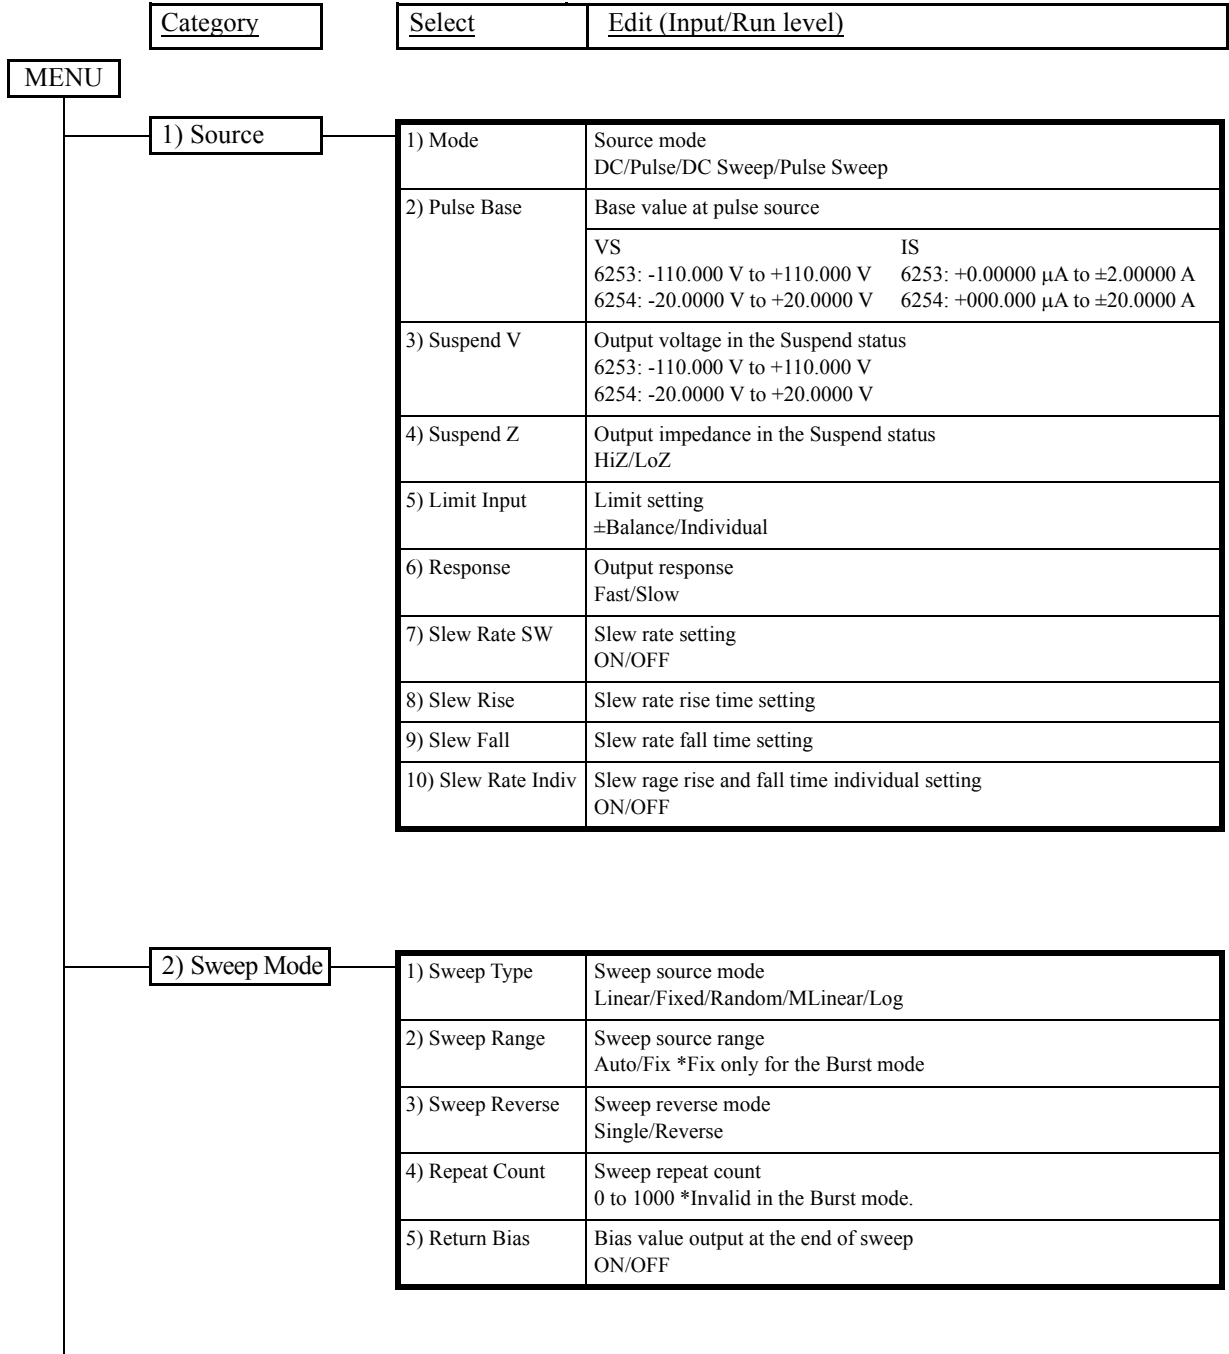 Category
Select
Edit (Input/Run level)
MENU
1) Source
1) Mode
Source mode
DC/Pulse/DC Sweep/Pulse Sweep
2) Pulse Base
Base value at pulse source
VS
IS
6253: -110.000 V to +110.000 V
6253: +0.00000 μA to ±2.00000 A
6254: -20.0000 V to +20.0000 V
6254: +000.000 μA to ±20.0000 A
3) Suspend V
Output voltage in the Suspend status
6253: -110.000 V to +110.000 V
6254: -20.0000 V to +20.0000 V
4) Suspend Z
Output impedance in the Suspend status
HiZ/LoZ
5) Limit Input
Limit setting
±Balance/Individual
6) Response
Output response
Fast/Slow
7) Slew Rate SW
Slew rate setting
ON/OFF
8) Slew Rise
Slew rate rise time setting
9) Slew Fall
Slew rate fall time setting
10) Slew Rate Indiv
Slew rage rise and fall time individual setting
ON/OFF
2) Sweep Mode
1) Sweep Type
Sweep source mode
Linear/Fixed/Random/MLinear/Log
2) Sweep Range
Sweep source range
Auto/Fix *Fix only for the Burst mode
3) Sweep Reverse
Sweep reverse mode
Single/Reverse
4) Repeat Count
Sweep repeat count
0 to 1000 *Invalid in the Burst mode.
5) Return Bias
Bias value output at the end of sweep
ON/OFF